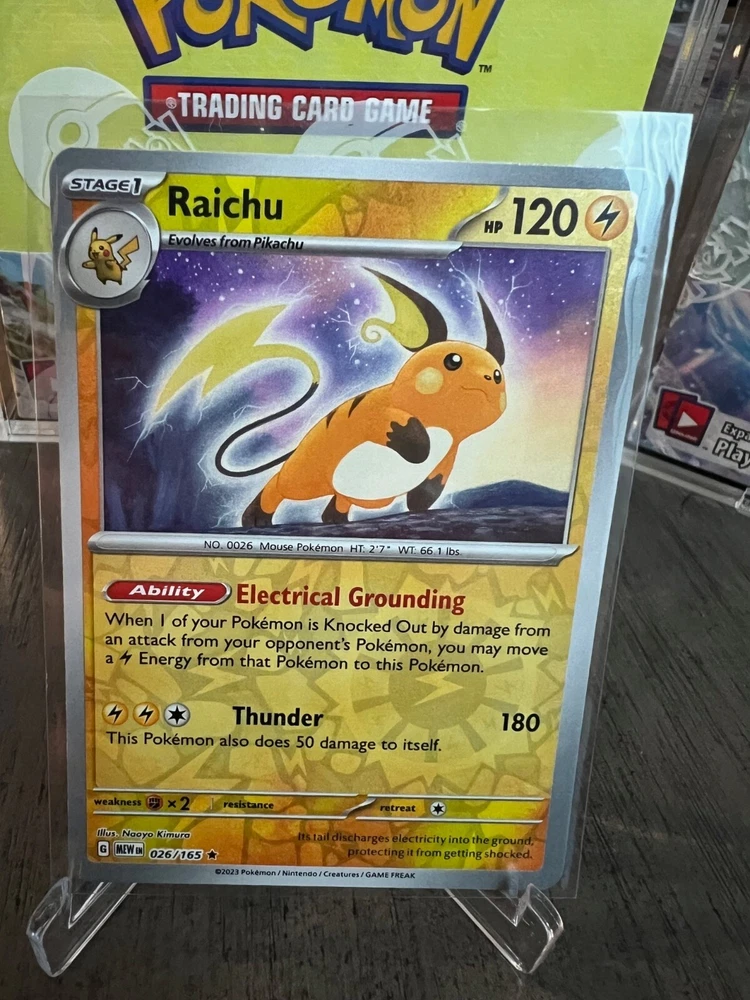 POKÉMON
™
®TRADING CARD GAME
STAGE1
Raichu
HP 120
Evolves from Pikachu
NO. 0026 Mouse Pokémon HT: 2'7" WT: 66.1 lbs.
Ability Electrical Grounding
When 1 of your Pokémon is Knocked Out by damage from
an attack from your opponent's Pokémon, you may move
a Energy from that Pokémon to this Pokémon.
Thunder 180
This Pokémon also does 50 damage to itself.
weakness ×2 resistance retreat
Illus. Naoyo Kimura
G MEW EN 026/165 ★
Its tail discharges electricity into the ground,
protecting it from getting shocked.
©2023 Pokémon / Nintendo / Creatures / GAME FREAK